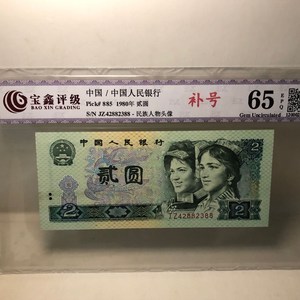 宝鑫评级
BAO XIN GRADING
中国 / 中国人民银行
Pick# 885 1980年 贰圆
S/N JZ42882388 - 民族人物头像
补号
65 EPQ
Gem Uncirculated
中国人民银行
贰圆
2
2
JZ42882388